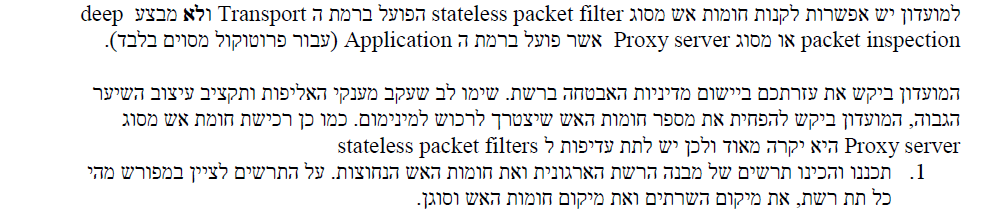 למועדון יש אפשרות לקנות חומות אש מסוג stateless packet filter הפועל ברמת ה Transport ולא מבצע deep
packet inspection או מסוג Proxy server אשר פועל ברמת ה Application (עבור פרוטוקול מסוים בלבד).
המועדון ביקש את עזרתכם ביישום מדיניות האבטחה ברשת. שימו לב שעקב מענקי האליפות ותקציב עיצוב השיער
הגבוה, המועדון ביקש להפחית את מספר חומות האש שיצטרך לרכוש למינימום. כמו כן רכישת חומת אש מסוג
Proxy server היא יקרה מאוד ולכן יש לתת עדיפות ל stateless packet filters
1. תכננו והכינו תרשים של מבנה הרשת הארגונית ואת חומות האש הנחוצות. על התרשים לציין במפורש מהי
כל תת רשת, את מיקום השרתים ואת מיקום חומות האש וסוגן.